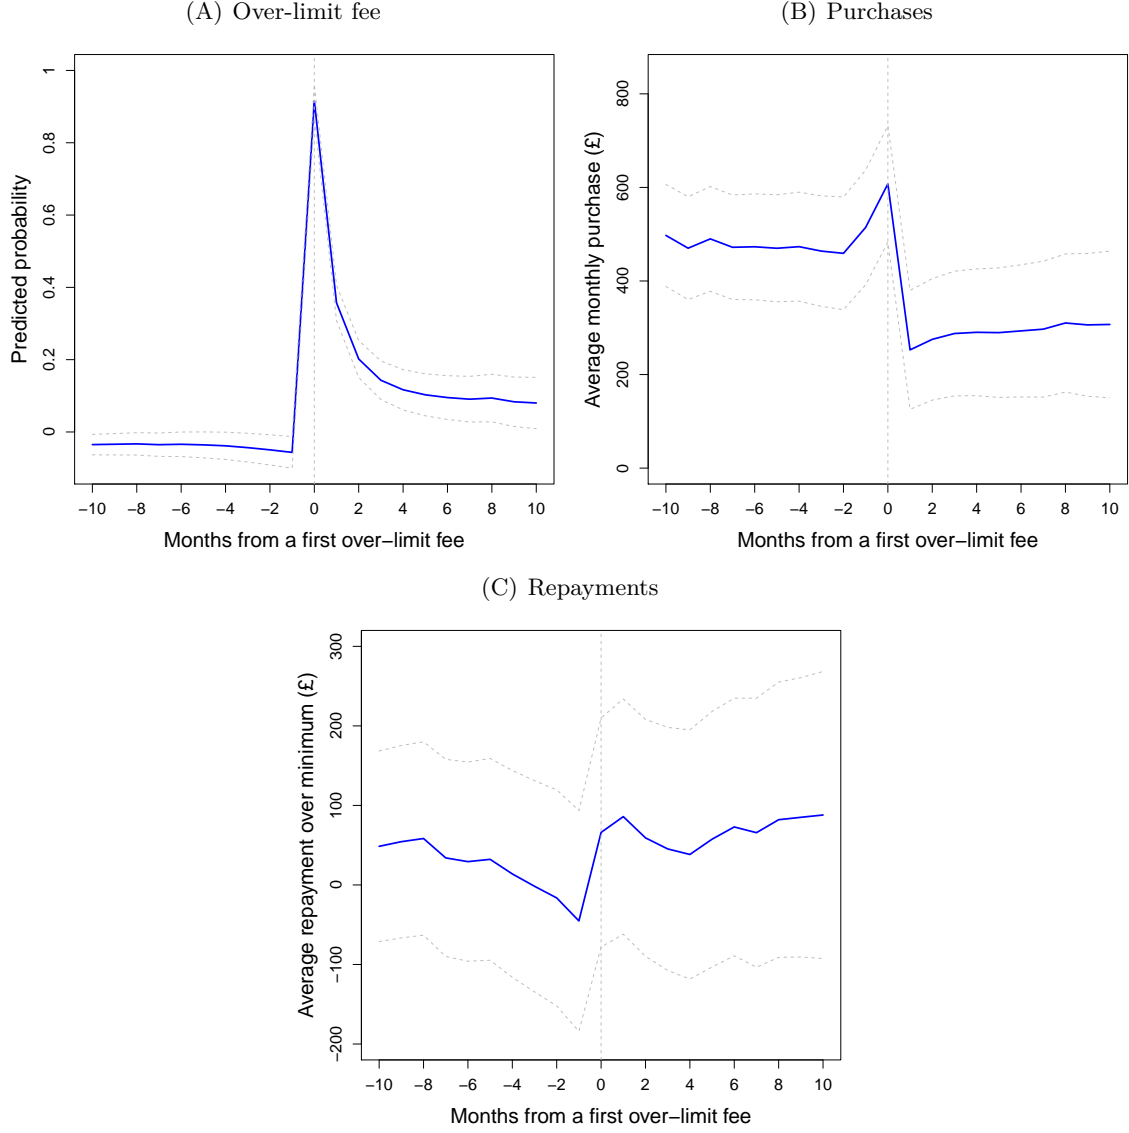 (A) Over-limit fee
Predicted probability
1
0.8
0.6
0.4
0.2
0
−10 −8 −6 −4 −2 0 2 4 6 8 10
Months from a first over−limit fee
(B) Purchases
Average monthly purchase (£)
800
600
400
200
0
−10 −8 −6 −4 −2 0 2 4 6 8 10
Months from a first over−limit fee
(C) Repayments
Average repayment over minimum (£)
300
200
100
0
−100
−200
−10 −8 −6 −4 −2 0 2 4 6 8 10
Months from a first over−limit fee